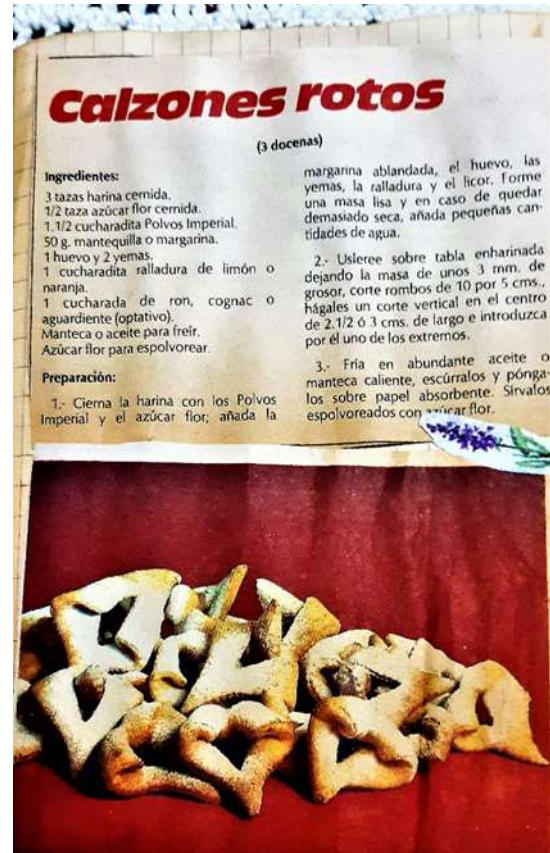 Calzones rotos
(3 docenas)
Ingredientes:
3 tazas harina cernida.
1/2 taza azúcar flor cernida.
1.1/2 cucharadita Polvos Imperial.
50 g. mantequilla o margarina.
1 huevo y 2 yemas.
1 cucharadita ralladura de limón o
naranja.
1 cucharada de ron, cognac o
aguardiente (optativo).
Manteca o aceite para freír.
Azúcar flor para espolvorear.
Preparación:
1.- Cierna la harina con los Polvos
Imperial y el azúcar flor; añada la
margarina ablandada, el huevo, las
yemas, la ralladura y el licor. Forme
una masa lisa y en caso de quedar
demasiado seca, añada pequeñas can-
tidades de agua.
2.- Usleree sobre tabla enharinada
dejando la masa de unos 3 mm. de
grosor, corte rombos de 10 por 5 cms.,
hágales un corte vertical en el centro
de 2.1/2 ó 3 cms. de largo e introduzca
por él uno de los extremos.
3.- Fría en abundante aceite o
manteca caliente, escúrralos y pónga-
los sobre papel absorbente. Sírvalos
espolvoreados con azúcar flor.